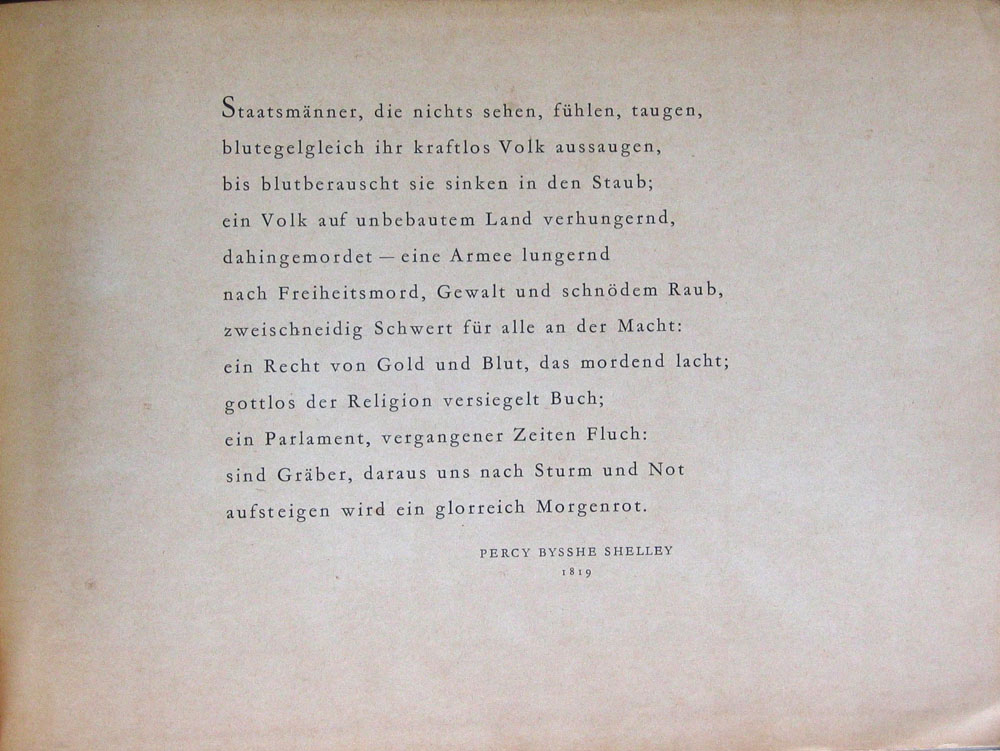 Staatsmänner, die nichts sehen, fühlen, taugen,
blutegelgleich ihr kraftlos Volk aussaugen,
bis blutberauscht sie sinken in den Staub;
ein Volk auf unbebautem Land verhungernd,
dahingemordet — eine Armee lungernd
nach Freiheitsmord, Gewalt und schnödem Raub,
zweischneidig Schwert für alle an der Macht:
ein Recht von Gold und Blut, das mordend lacht;
gottlos der Religion versiegelt Buch;
ein Parlament, vergangener Zeiten Fluch:
sind Gräber, daraus uns nach Sturm und Not
aufsteigen wird ein glorreich Morgenrot.
PERCY BYSSHE SHELLEY
1819